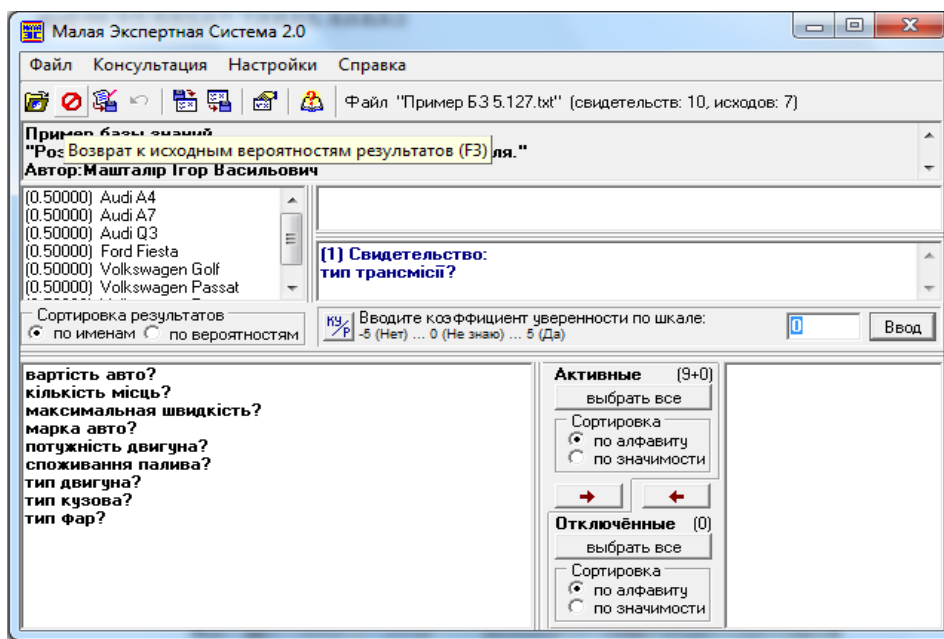 Малая Экспертная Система 2.0
Файл Консультация Настройки Справка
Файл "Пример БЗ 5.127.txt" (свидетельств: 10, исходов: 7)
Пример базы знаний
"Роз
Возврат к исходным вероятностям результатов (F3)
ля."
Автор:Машталір Ігор Васильович
(0.50000) Audi A4
(0.50000) Audi A7
(0.50000) Audi Q3
(0.50000) Ford Fiesta
(0.50000) Volkswagen Golf
(0.50000) Volkswagen Passat
(1) Свидетельство:
тип трансмісії?
Сортировка результатов
по именам по вероятностям
КУ/Р
Вводите коэффициент уверенности по шкале:
-5 (Нет) ... 0 (Не знаю) ... 5 (Да)
0
Ввод
вартість авто?
кількість місць?
максимальная швидкість?
марка авто?
потужність двигуна?
споживання палива?
тип двигуна?
тип кузова?
тип фар?
Активные (9+0)
выбрать все
Сортировка
по алфавиту
по значимости
Отключённые (0)
выбрать все
Сортировка
по алфавиту
по значимости